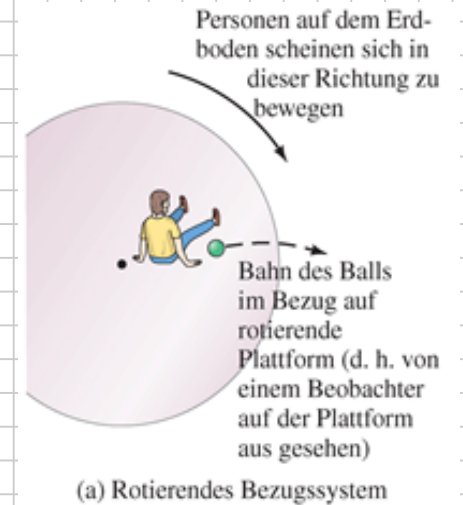 Personen auf dem Erd-
boden scheinen sich in
dieser Richtung zu
bewegen
Bahn des Balls
im Bezug auf
rotierende
Plattform (d. h. von
einem Beobachter
auf der Plattform
aus gesehen)
(a) Rotierendes Bezugssystem